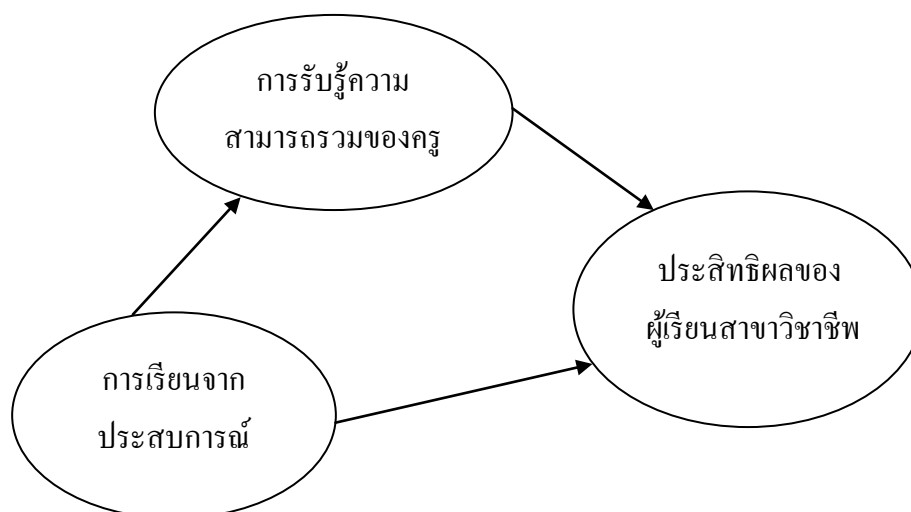 การรับรู้ความ
สามารถรวมของครู
ประสิทธิผลของ
ผู้เรียนสาขาวิชาชีพ
การเรียนจาก
ประสบการณ์